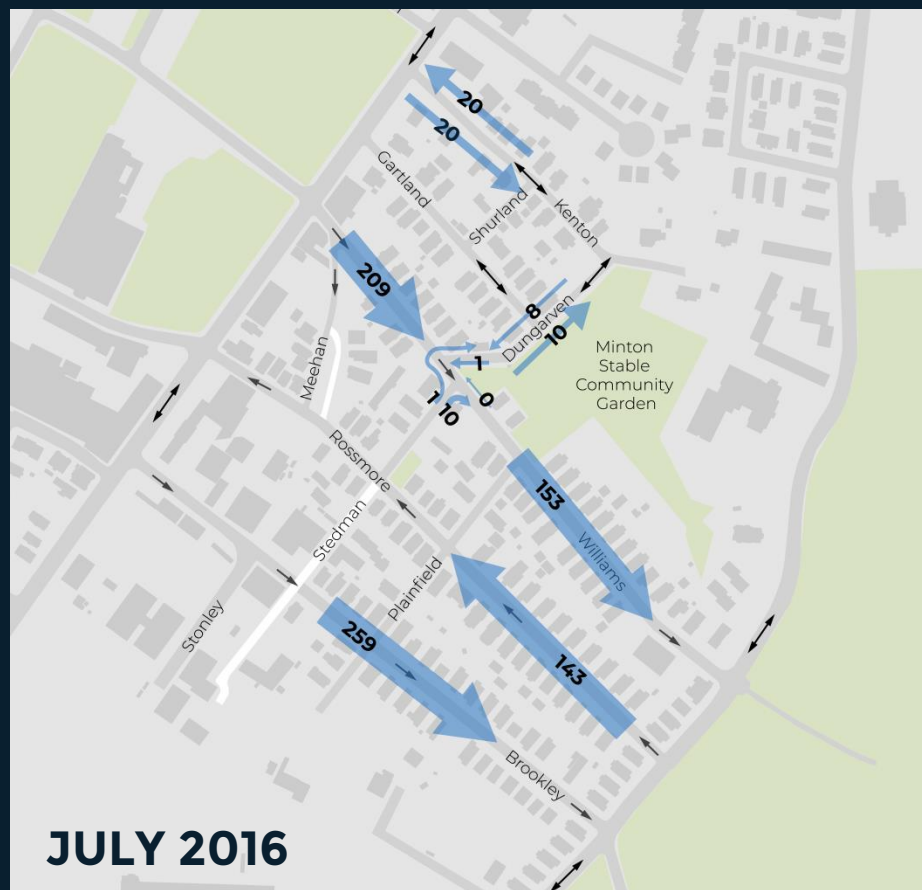 20
20
Gartland
Shurland
Kenton
209
8
Dungarven
10
1
Meehan
Minton
Stable
Community
Garden
0
1
10
Rossmore
153
Stedman
Williams
Plainfield
Stonley
259
143
Brookley
JULY 2016